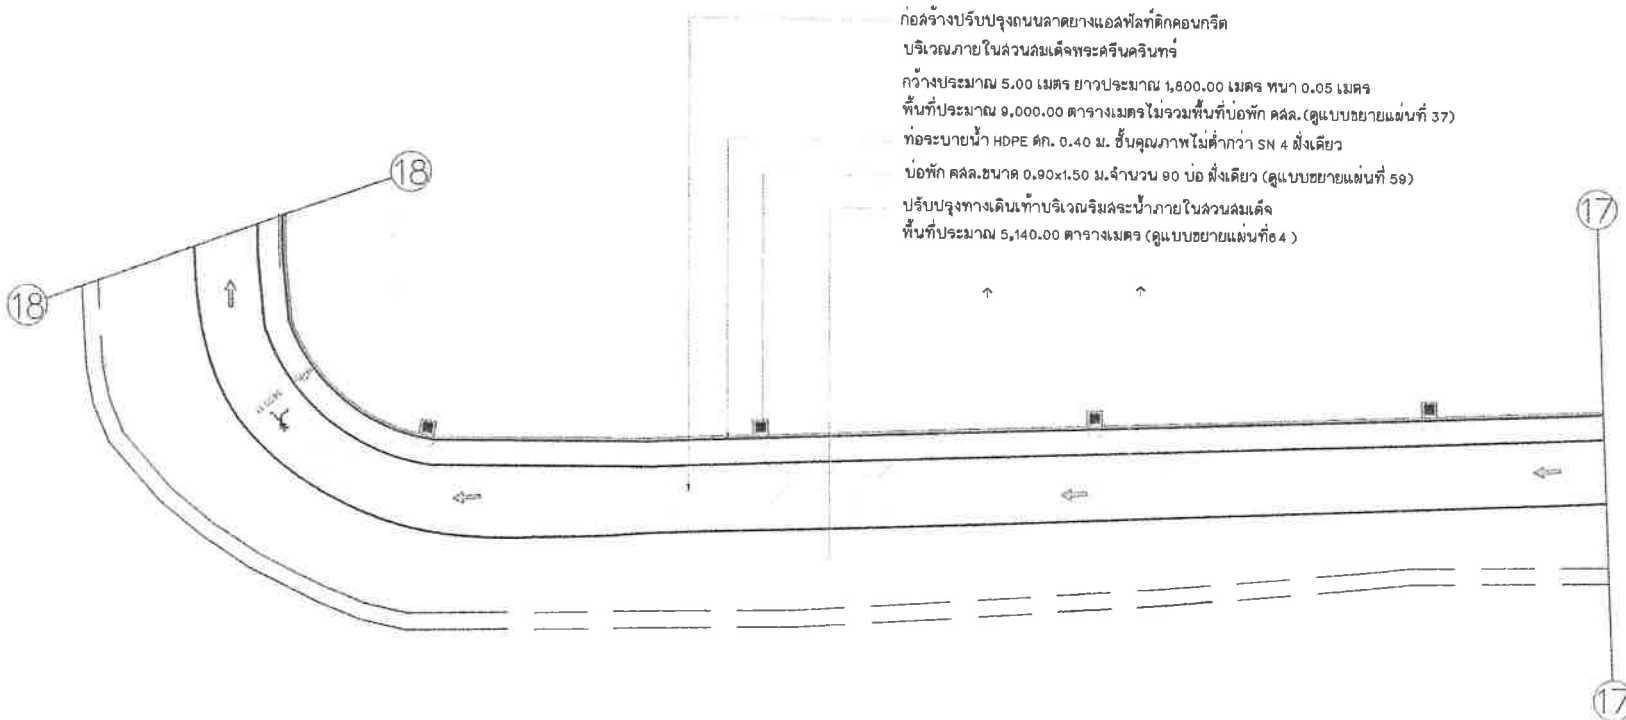 ก่อสร้างปรับปรุงถนนลาดยางแอสฟัลท์ติกคอนกรีต
บริเวณภายในสวนสมเด็จพระศรีนครินทร์
กว้างประมาณ 5.00 เมตร ยาวประมาณ 1,800.00 เมตร หนา 0.05 เมตร
พื้นที่ประมาณ 9,000.00 ตารางเมตรไม่รวมพื้นที่บ่อพัก คสล.(ดูแบบขยายแผ่นที่ 37)
ท่อระบายน้ำ HDPE ศก. 0.40 ม. ชั้นคุณภาพไม่ต่ำกว่า SN 4 ฝั่งเดียว
บ่อพัก คสล.ขนาด 0.90x1.50 ม.จำนวน 90 บ่อ ฝั่งเดียว (ดูแบบขยายแผ่นที่ 59)
ปรับปรุงทางเดินเท้าบริเวณริมสระน้ำภายในสวนสมเด็จ
พื้นที่ประมาณ 5,140.00 ตารางเมตร (ดูแบบขยายแผ่นที่64 )
18
18
17
17